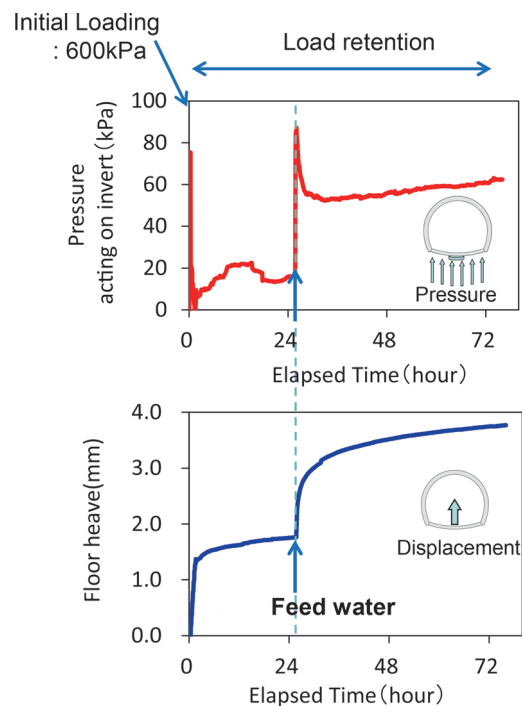 Initial Loading
: 600kPa
Load retention
Pressure
acting on invert(kPa)
100
80
60
40
20
0
Pressure
0 24 48 72
Elapsed Time(hour)
Floor heave(mm)
4.0
3.0
2.0
1.0
0.0
Displacement
Feed water
0 24 48 72
Elapsed Time(hour)